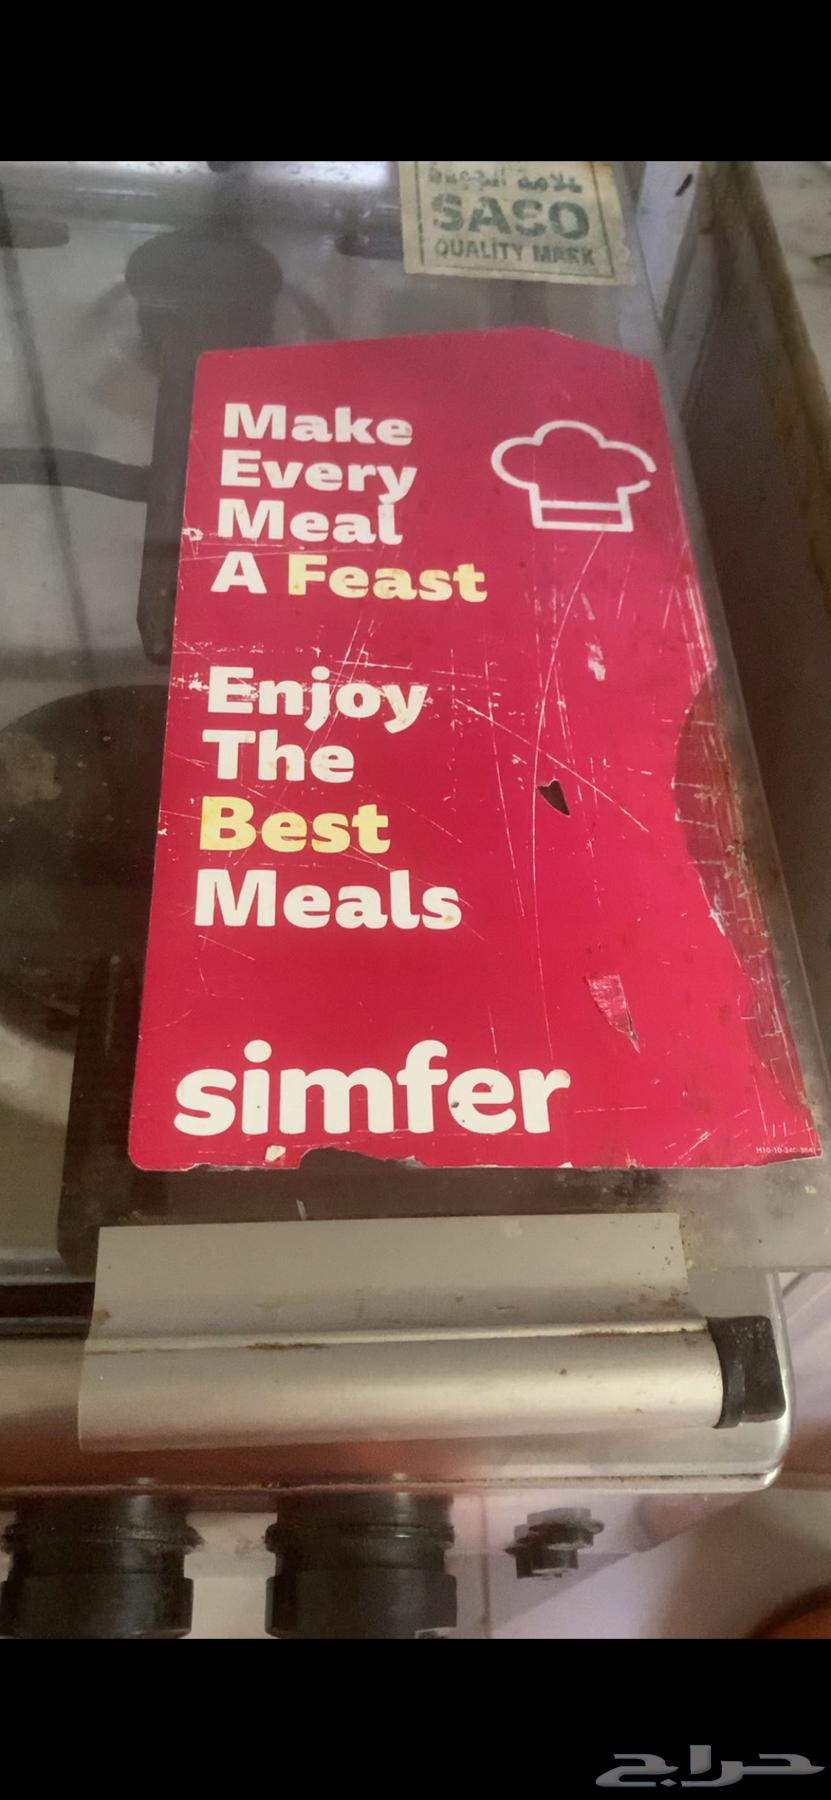 علامة الجودة
SASO
QUALITY MARK
Make
Every
Meal
A Feast
Enjoy
The
Best
Meals
simfer
حراج